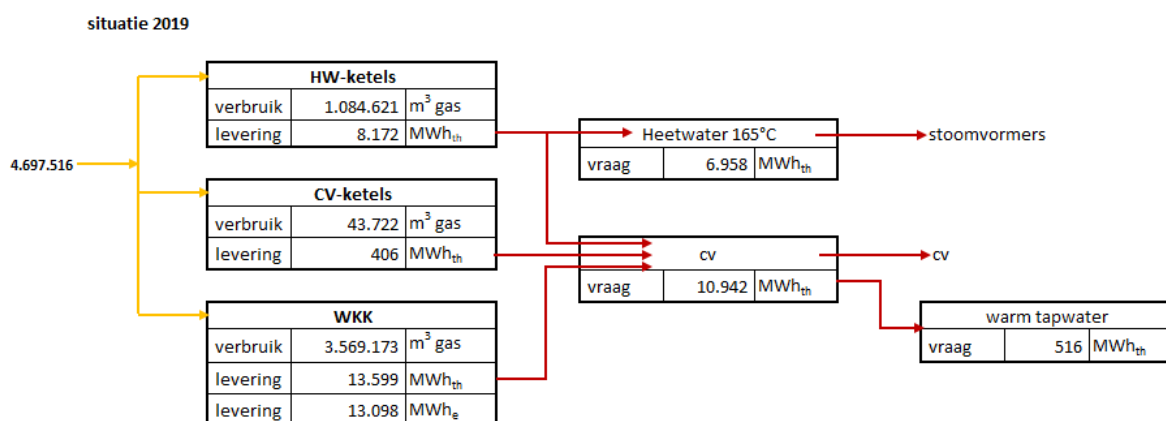 situatie 2019
4.697.516
HW-ketels
verbruik 1.084.621 m³ gas
levering 8.172 MWhₜₕ
CV-ketels
verbruik 43.722 m³ gas
levering 406 MWhₜₕ
WKK
verbruik 3.569.173 m³ gas
levering 13.599 MWhₜₕ
levering 13.098 MWhₑ
Heetwater 165°C
vraag 6.958 MWhₜₕ
stoomvormers
cv
vraag 10.942 MWhₜₕ
cv
warm tapwater
vraag 516 MWhₜₕ